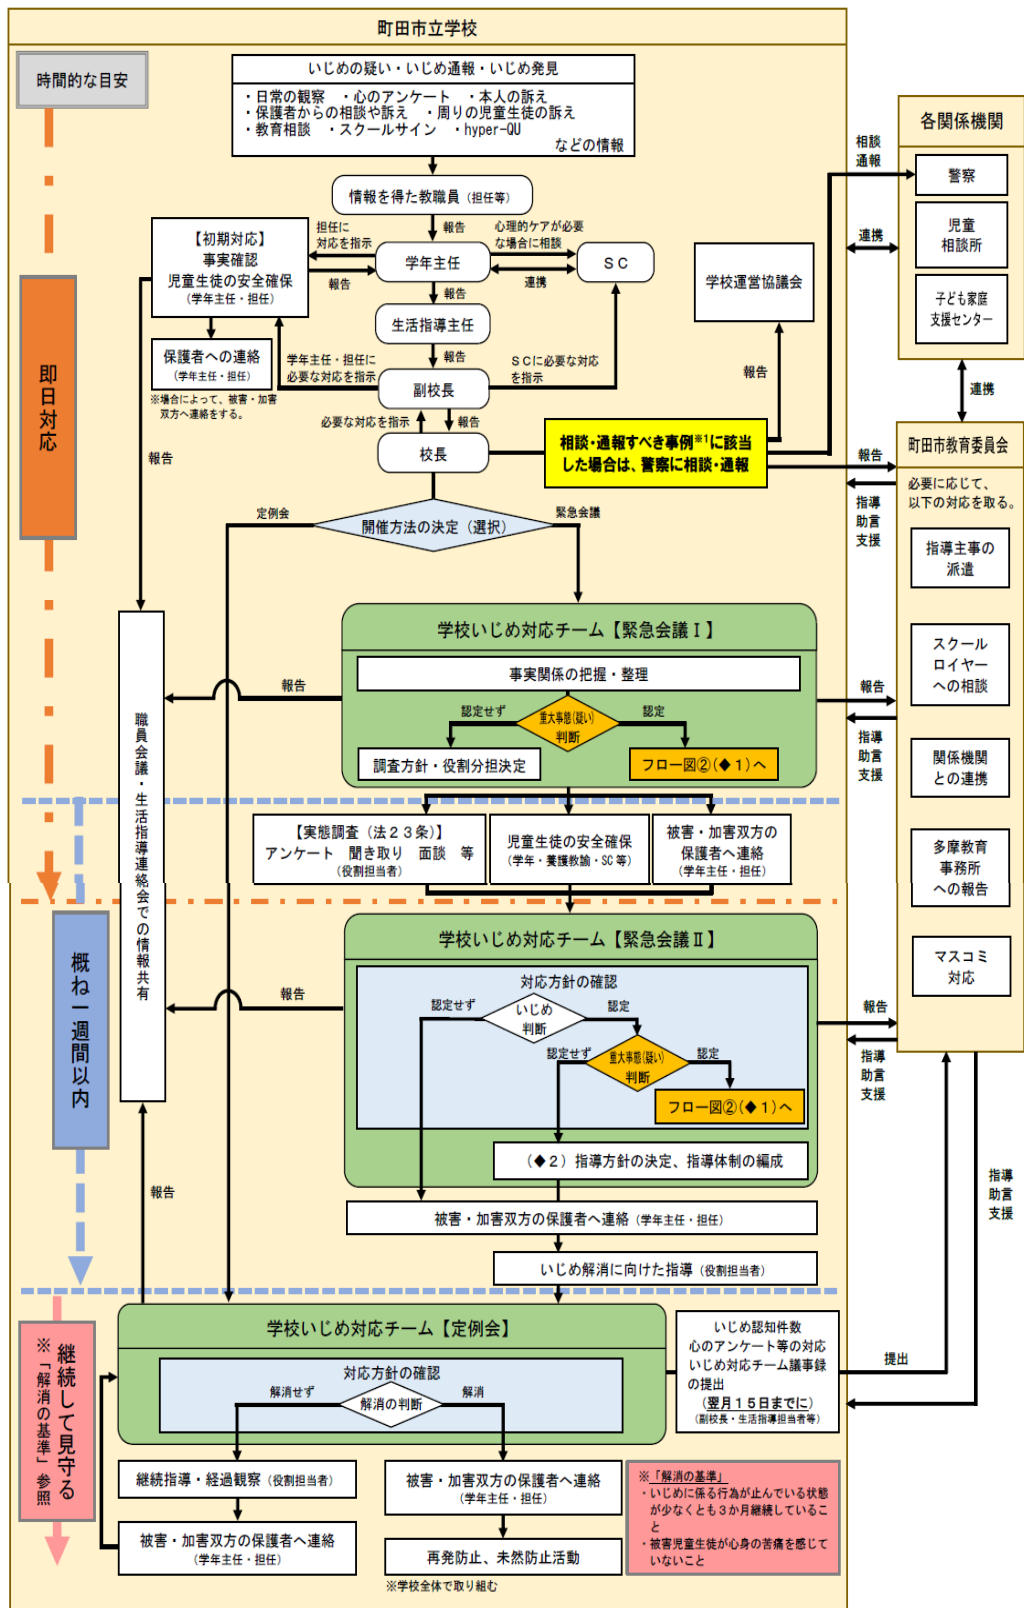 町田市立学校
時間的な目安
いじめの疑い・いじめ通報・いじめ発見
・日常の観察　・心のアンケート　・本人の訴え
・保護者からの相談や訴え　・周りの児童生徒の訴え
・教育相談　・スクールサイン　・hyper-QU
などの情報
情報を得た教職員（担任等）
報告
担任に
対応を指示
心理的ケアが必要
な場合に相談
【初期対応】
事実確認
児童生徒の安全確保
（学年主任・担任）
報告
学年主任
連携
ＳＣ
報告
生活指導主任
報告
保護者への連絡
（学年主任・担任）
※場合によって、被害・加害
双方へ連絡をする。
学年主任・担任に
必要な対応を指示
ＳＣに必要な対応
を指示
副校長
必要な対応を指示
報告
校長
学校運営協議会
報告
相談・通報すべき事例※1に該当
した場合は、警察に相談・通報
相談
通報
連携
各関係機関
警察
児童
相談所
子ども家庭
支援センター
連携
町田市教育委員会
必要に応じて、
以下の対応を取る。
指導主事の
派遣
スクール
ロイヤー
への相談
関係機関
との連携
多摩教育
事務所
への報告
マスコミ
対応
報告
指導
助言
支援
即日対応
報告
定例会
開催方法の決定（選択）
緊急会議
学校いじめ対応チーム【緊急会議Ⅰ】
事実関係の把握・整理
認定せず
重大事態(疑い)
判断
認定
調査方針・役割分担決定
フロー図②(◆１)へ
報告
報告
指導
助言
支援
職員会議・生活指導連絡会での情報共有
【実態調査（法２３条）】
アンケート　聞き取り　面談　等
（役割担当者）
児童生徒の安全確保
（学年・養護教諭・SC 等）
被害・加害双方の
保護者へ連絡
（学年主任・担任）
概ね一週間以内
学校いじめ対応チーム【緊急会議Ⅱ】
対応方針の確認
認定せず
いじめ
判断
認定
認定せず
重大事態(疑い)
判断
認定
フロー図②(◆１)へ
（◆２）指導方針の決定、指導体制の編成
報告
報告
指導
助言
支援
被害・加害双方の保護者へ連絡（学年主任・担任）
いじめ解消に向けた指導（役割担当者）
報告
指導
助言
支援
継続して見守る
※「解消の基準」参照
学校いじめ対応チーム【定例会】
対応方針の確認
解消せず
解消の判断
解消
いじめ認知件数
心のアンケート等の対応
いじめ対応チーム議事録
の提出
（翌月１５日までに）
（副校長・生活指導担当者等）
提出
継続指導・経過観察（役割担当者）
被害・加害双方の保護者へ連絡
（学年主任・担任）
被害・加害双方の保護者へ連絡
（学年主任・担任）
再発防止、未然防止活動
※学校全体で取り組む
※「解消の基準」
・いじめに係る行為が止んでいる状態
が少なくとも３か月継続しているこ
と
・被害児童生徒が心身の苦痛を感じて
いないこと